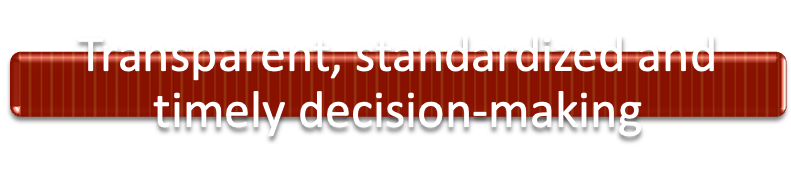 Transparent, standardized and
timely decision-making